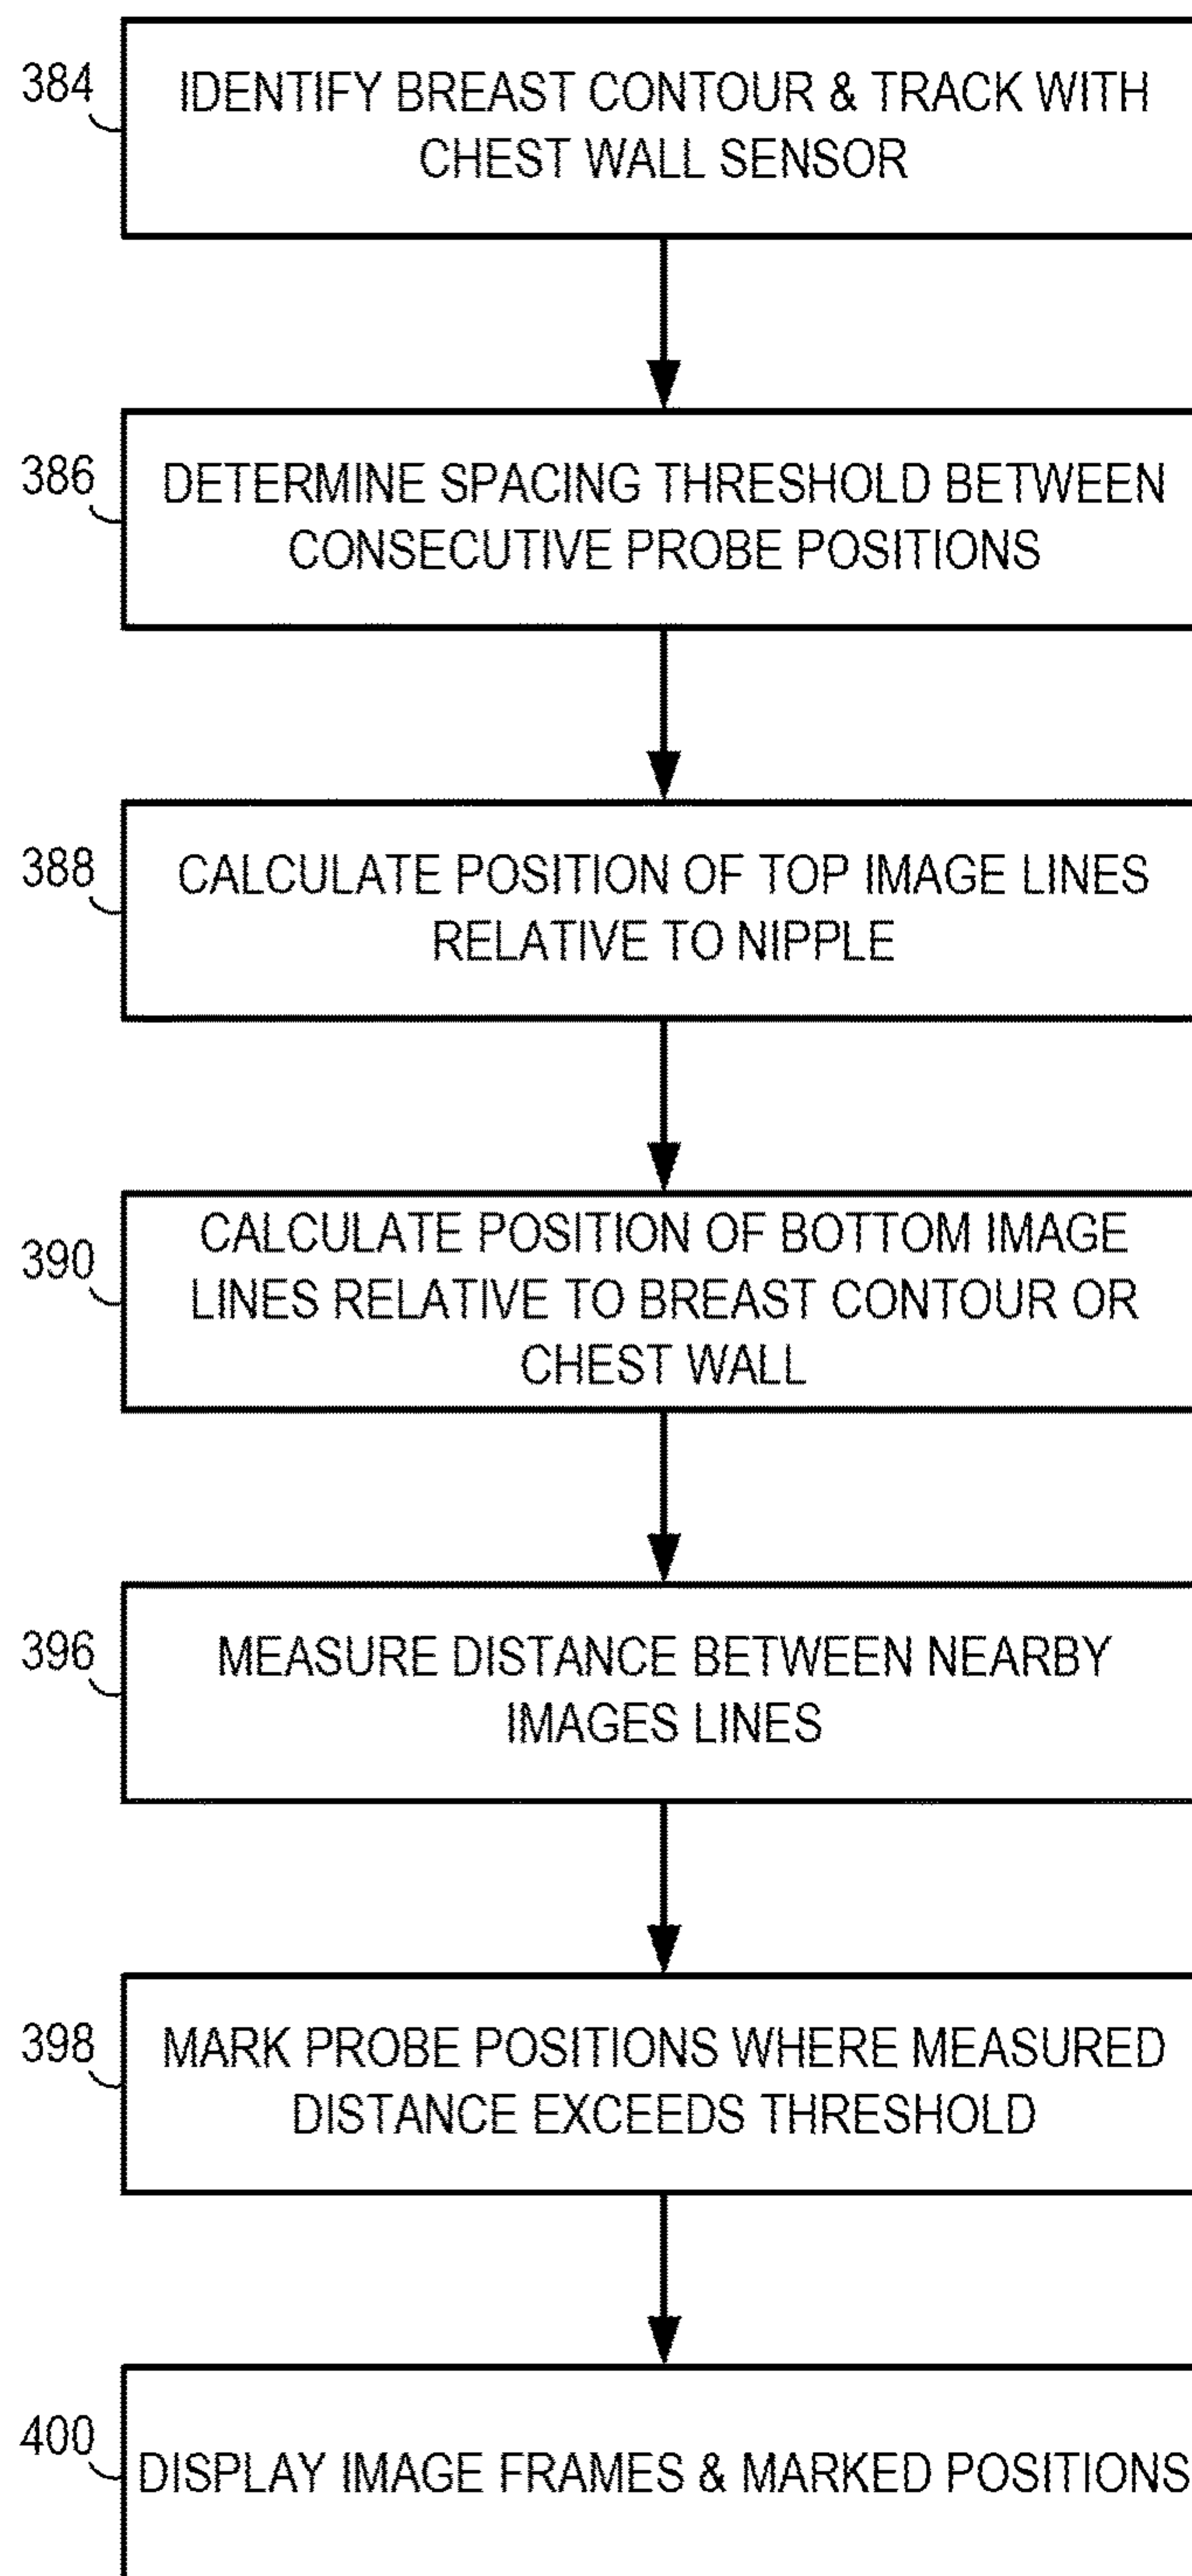 384
IDENTIFY BREAST CONTOUR & TRACK WITH
CHEST WALL SENSOR
386
DETERMINE SPACING THRESHOLD BETWEEN
CONSECUTIVE PROBE POSITIONS
388
CALCULATE POSITION OF TOP IMAGE LINES
RELATIVE TO NIPPLE
390
CALCULATE POSITION OF BOTTOM IMAGE
LINES RELATIVE TO BREAST CONTOUR OR
CHEST WALL
396
MEASURE DISTANCE BETWEEN NEARBY
IMAGES LINES
398
MARK PROBE POSITIONS WHERE MEASURED
DISTANCE EXCEEDS THRESHOLD
400
DISPLAY IMAGE FRAMES & MARKED POSITIONS